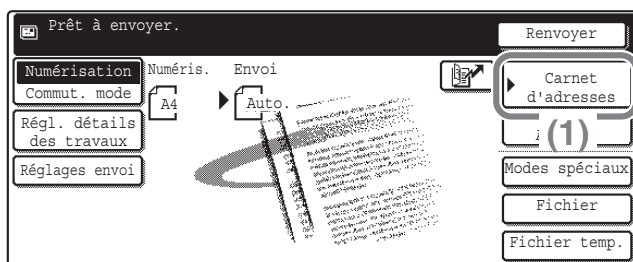 Prêt à envoyer.
Renvoyer
Numérisation
Commut. mode
Numéris.
Envoi
A4
Auto.
Carnet
d'adresses
(1)
Régl. détails
des travaux
Réglages envoi
Modes spéciaux
Fichier
Fichier temp.